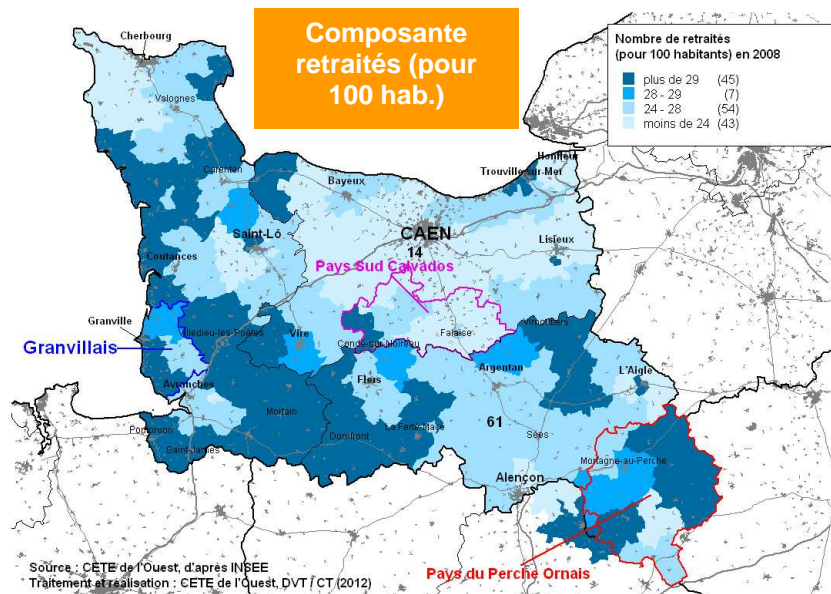 Composante
retraités (pour
100 hab.)
Nombre de retraités
(pour 100 habitants) en 2008
plus de 29 (45)
28 - 29 (7)
24 - 28 (54)
moins de 24 (43)
Cherbourg
Valognes
Carentan
Bayeux
Honfleur
Trouville-sur-Mer
Saint-Lô
CAEN
14
Lisieux
Coutances
Pays Sud Calvados
Granville
Villedieu-les-Poêles
Vire
Condé-sur-Noireau
Falaise
Vimoutiers
Granvillais
Avranches
Flers
Argentan
L'Aigle
Mortain
61
Pontorson
Saint-James
Domfront
La Ferté-Macé
Sées
Mortagne-au-Perche
Alençon
Source : CETE de l'Ouest, d'après INSEE
Traitement et réalisation : CETE de l'Ouest, DVT / CT (2012)
Pays du Perche Ornais